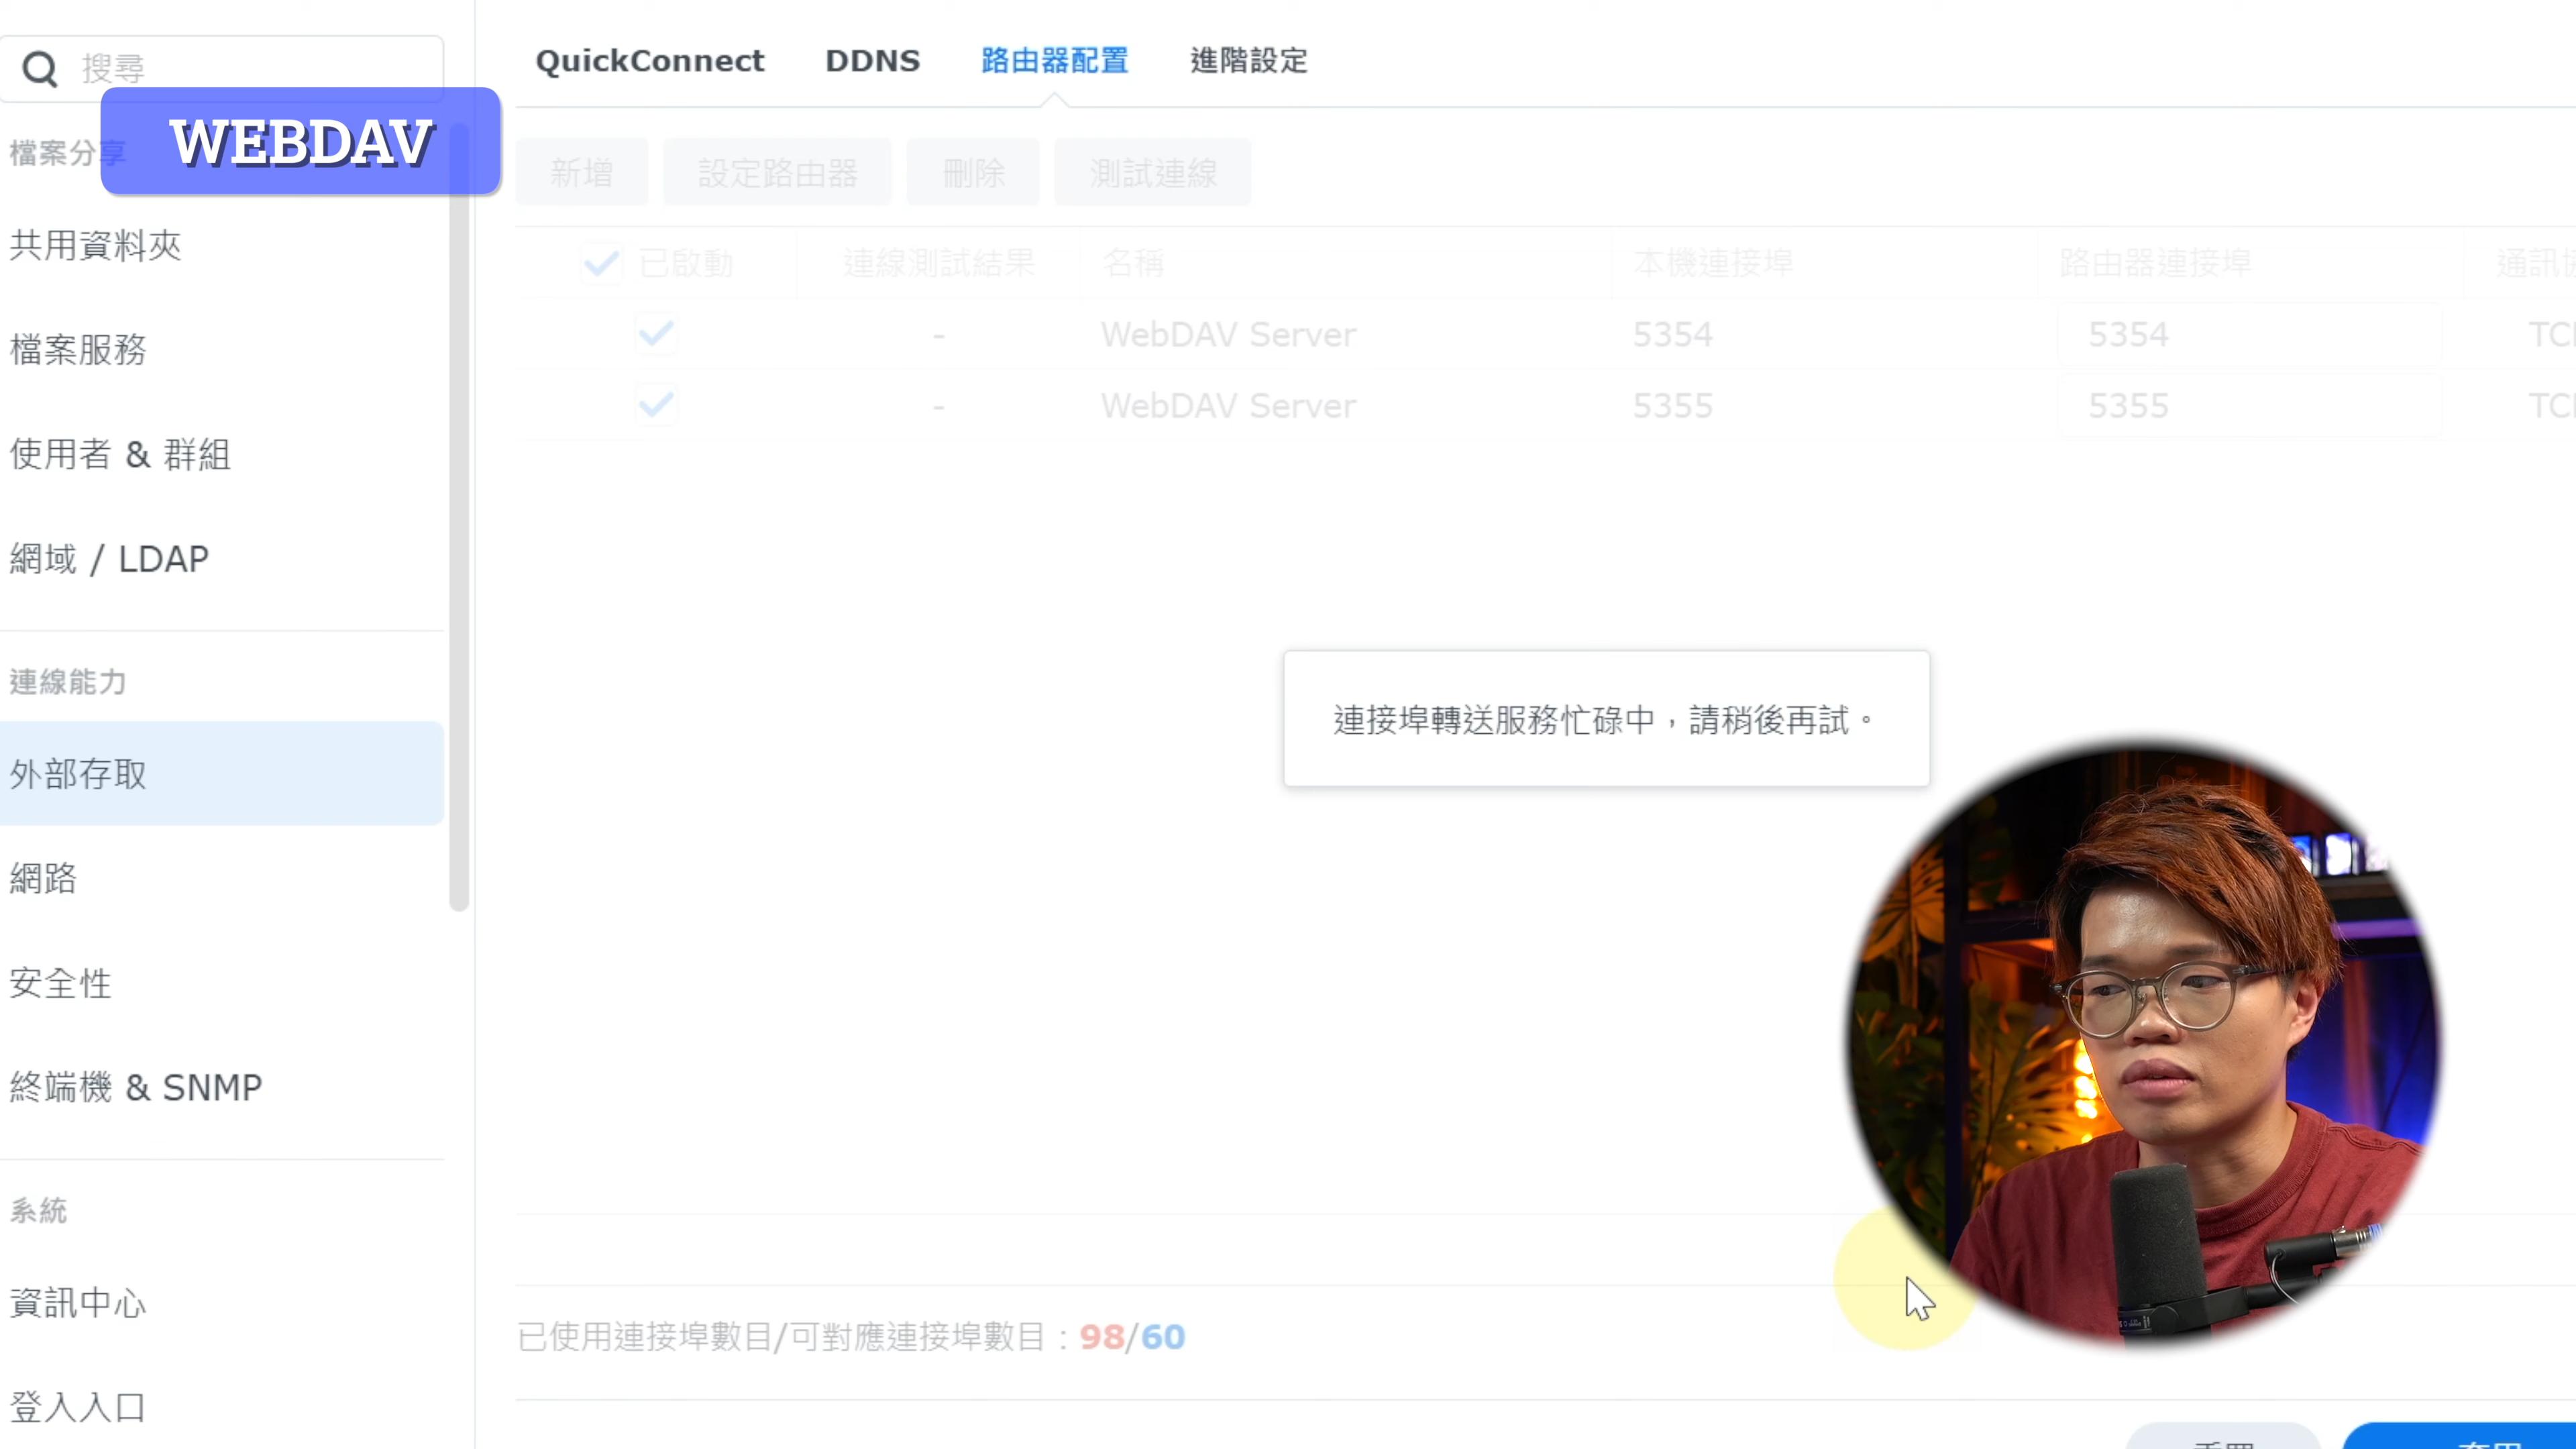 搜尋
WEBDAV
檔案分享
共用資料夾
檔案服務
使用者 & 群組
網域 / LDAP
連線能力
外部存取
網路
安全性
終端機 & SNMP
系統
資訊中心
登入入口
QuickConnect DDNS 路由器配置 進階設定
新增 設定路由器 刪除 測試連線
已啟動 連線測試結果 名稱 本機連接埠 路由器連接埠 通訊
- WebDAV Server 5354 5354
- WebDAV Server 5355 5355
連接埠轉送服務忙碌中，請稍後再試。
已使用連接埠數目/可對應連接埠數目：98/60